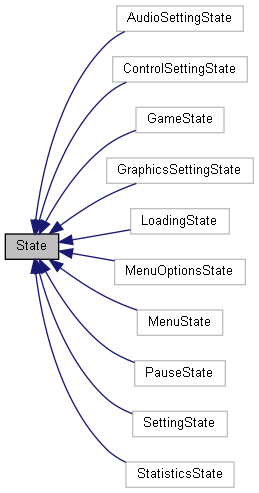 AudioSettingState
ControlSettingState
GameState
GraphicsSettingState
LoadingState
State
MenuOptionsState
MenuState
PauseState
SettingState
StatisticsState